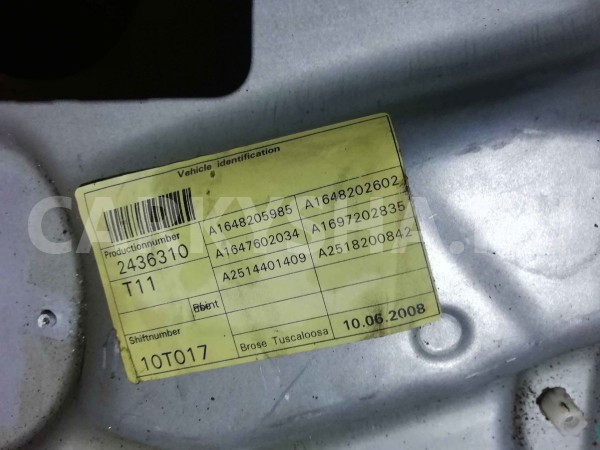 Vehicle identification
Productionnumber
2436310
T11
A1648205985 A1648202602
A1647602034 A1697202835
A2514401409 A2518200842
Shiftnumber
10T017
Brose Tuscaloosa 10.06.2008